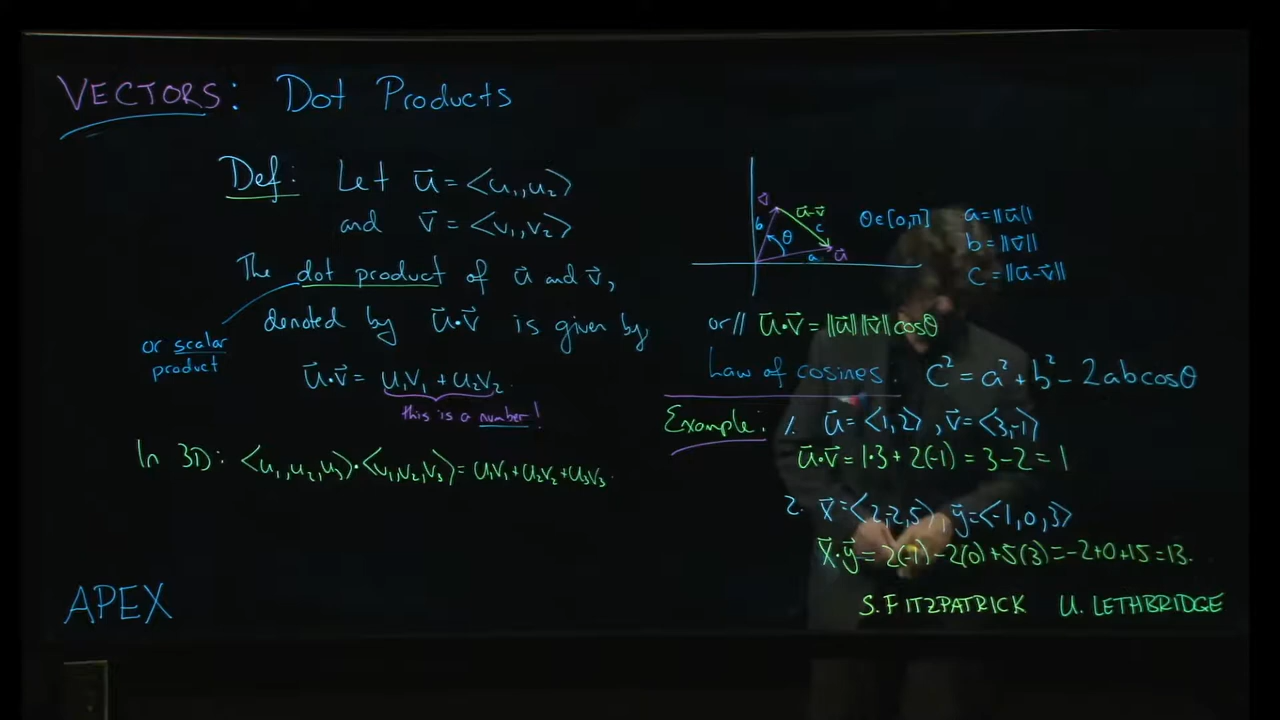 VECTORS: Dot Products
Def: Let u⃗ = <u₁, u₂>
and v⃗ = <v₁, v₂>
The dot product of u⃗ and v⃗,
or scalar product
denoted by u⃗·v⃗ is given by,
u⃗·v⃗ = u₁v₁ + u₂v₂.
this is a number!
In 3D: <u₁, u₂, u₃>·<v₁, v₂, v₃> = u₁v₁ + u₂v₂ + u₃v₃.
APEX
v⃗ u⃗-v⃗ b c θ a u⃗
θ∈[0,π]
a = ||u⃗||
b = ||v⃗||
c = ||u⃗-v⃗||
or // u⃗·v⃗ = ||u⃗|| ||v⃗|| cosθ
Law of cosines. c² = a² + b² - 2ab cosθ
Example: 1. u⃗ = <1, 2>, v⃗ = <3, -1>
u⃗·v⃗ = 1·3 + 2(-1) = 3 - 2 = 1
2. x⃗ = <2, -2, 5>, y⃗ = <-1, 0, 3>
x⃗·y⃗ = 2(-1) - 2(0) + 5(3) = -2 + 0 + 15 = 13.
S. FITZPATRICK U. LETHBRIDGE